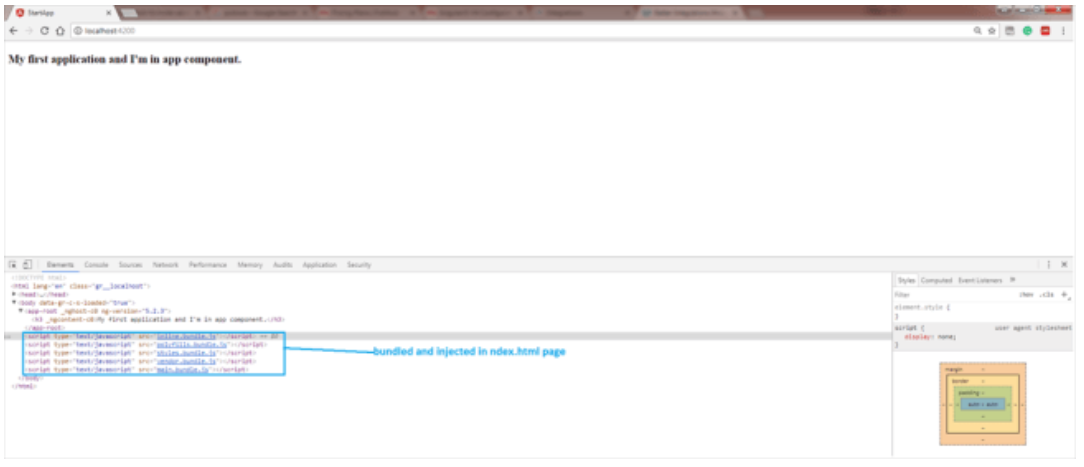 StartApp
localhost:4200
My first application and I'm in app component.
Elements Console Sources Network Performance Memory Audits Application Security
Styles Computed Event Listeners
<!DOCTYPE html>
<html lang="en" class="gr__localhost">
Filter :hov .cls +
<head>…</head>
<body data-gr-c-s-loaded="true">
element.style {
<app-root _nghost-c0 ng-version="5.2.3">
}
<h3 _ngcontent-c0>My first application and I'm in app component.</h3>
</app-root>
script { user agent stylesheet
<script type="text/javascript" src="inline.bundle.js"></script> == $0
display: none;
<script type="text/javascript" src="polyfills.bundle.js"></script>
}
<script type="text/javascript" src="styles.bundle.js"></script>
bundled and injected in ndex.html page
<script type="text/javascript" src="vendor.bundle.js"></script>
<script type="text/javascript" src="main.bundle.js"></script>
</body>
</html>
margin -
border -
padding -
auto × auto